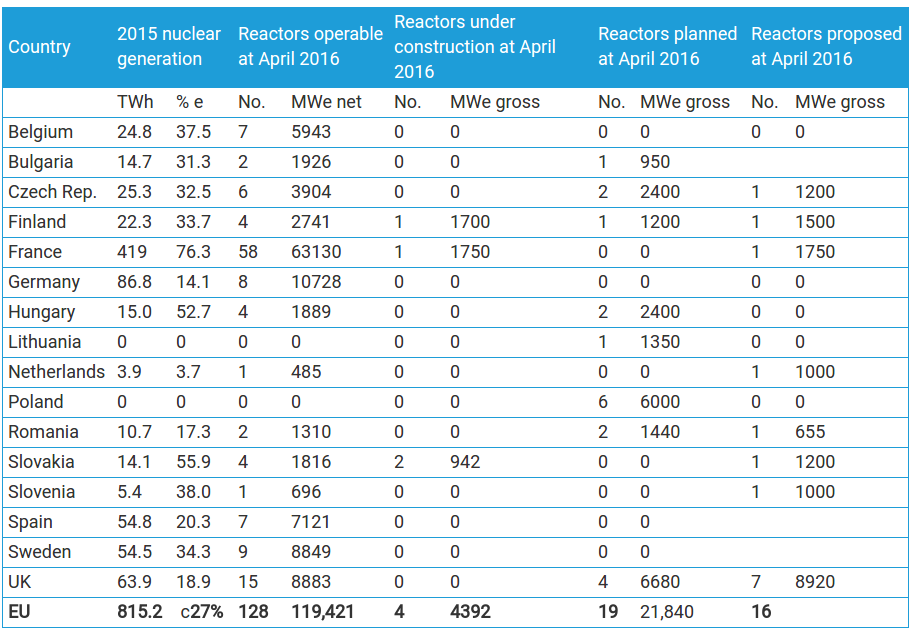 Country 2015 nuclear generation Reactors operable at April 2016 Reactors under construction at April 2016 Reactors planned at April 2016 Reactors proposed at April 2016
TWh % e No. MWe net No. MWe gross No. MWe gross No. MWe gross
Belgium 24.8 37.5 7 5943 0 0 0 0 0 0
Bulgaria 14.7 31.3 2 1926 0 0 1 950
Czech Rep. 25.3 32.5 6 3904 0 0 2 2400 1 1200
Finland 22.3 33.7 4 2741 1 1700 1 1200 1 1500
France 419 76.3 58 63130 1 1750 0 0 1 1750
Germany 86.8 14.1 8 10728 0 0 0 0 0 0
Hungary 15.0 52.7 4 1889 0 0 2 2400 0 0
Lithuania 0 0 0 0 0 0 1 1350 0 0
Netherlands 3.9 3.7 1 485 0 0 0 0 1 1000
Poland 0 0 0 0 0 0 6 6000 0 0
Romania 10.7 17.3 2 1310 0 0 2 1440 1 655
Slovakia 14.1 55.9 4 1816 2 942 0 0 1 1200
Slovenia 5.4 38.0 1 696 0 0 0 0 1 1000
Spain 54.8 20.3 7 7121 0 0 0 0
Sweden 54.5 34.3 9 8849 0 0 0 0
UK 63.9 18.9 15 8883 0 0 4 6680 7 8920
EU 815.2 c27% 128 119,421 4 4392 19 21,840 16